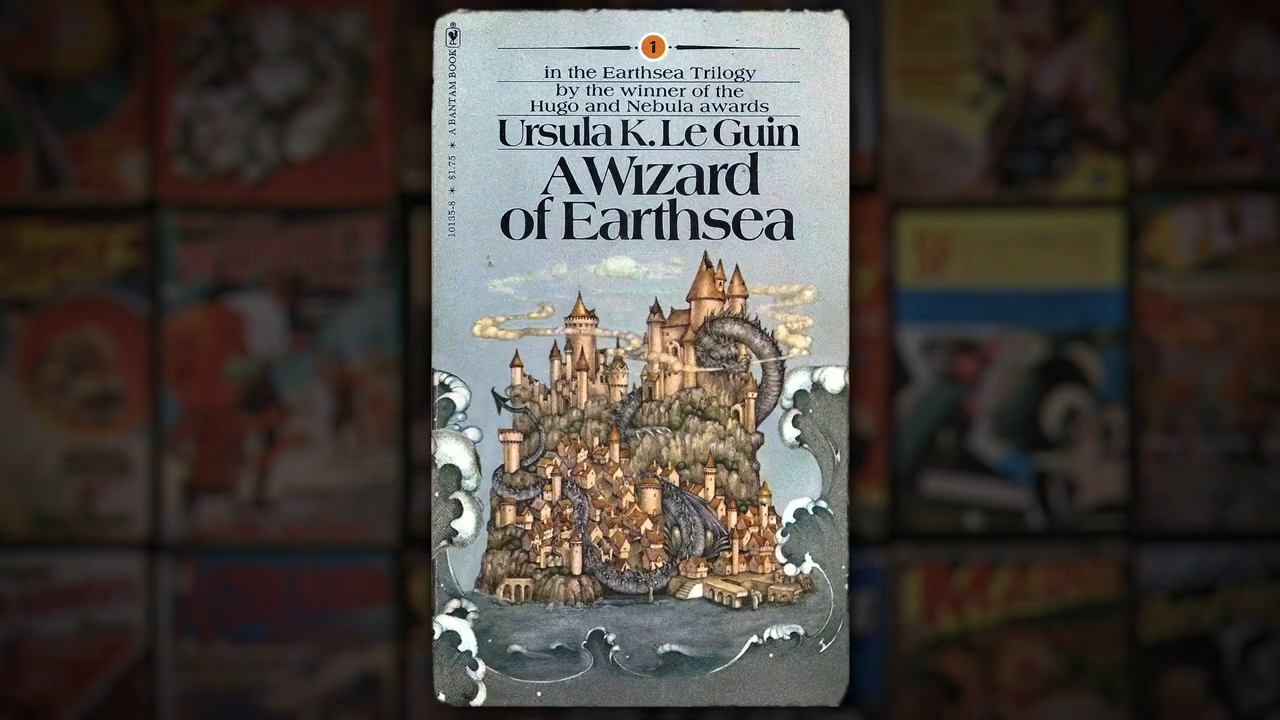 1
in the Earthsea Trilogy
by the winner of the
Hugo and Nebula awards
Ursula K. Le Guin
A Wizard
of Earthsea
10135-8 * $1.75 * A BANTAM BOOK